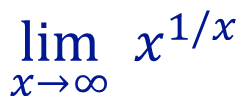 lim x^{1/x}
x→∞